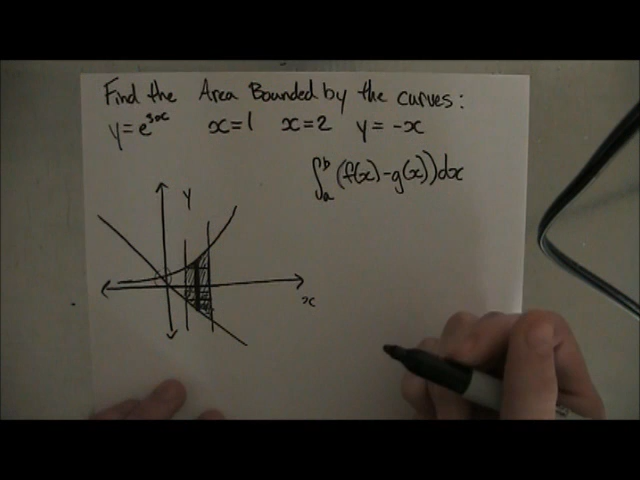 Find the Area Bounded by the curves:
y=e^3x x=1 x=2 y=-x
∫_a^b (f(x)-g(x))dx
y
x